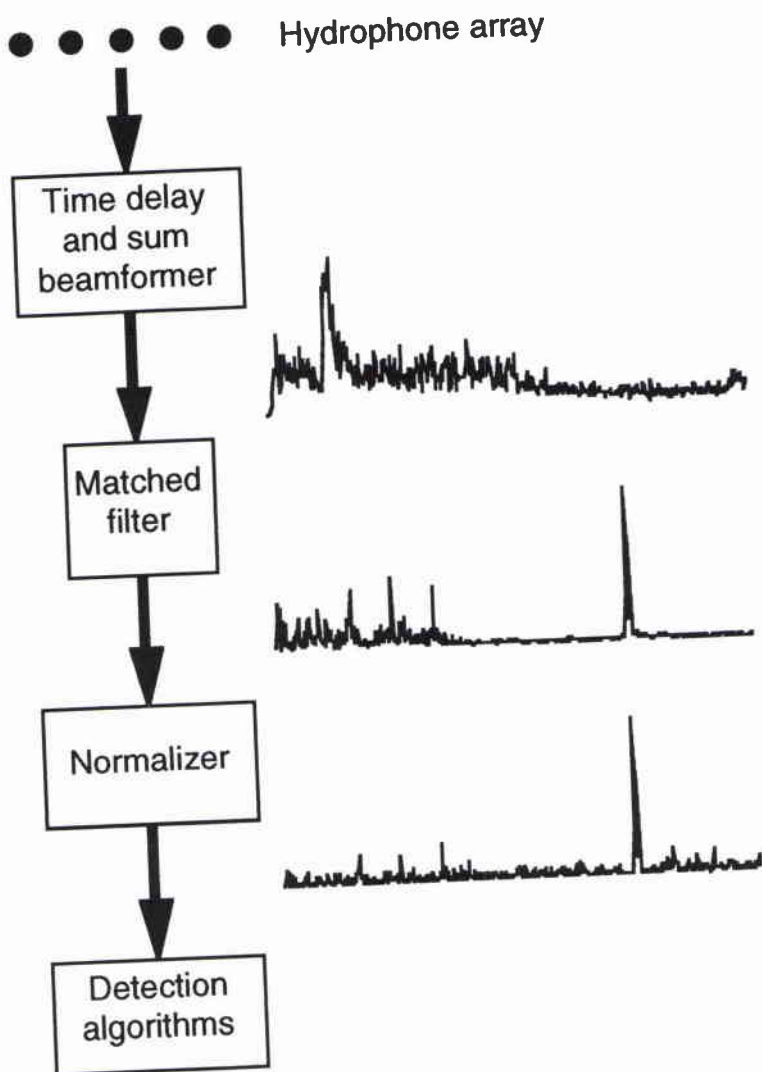 Hydrophone array
Time delay
and sum
beamformer
Matched
filter
Normalizer
Detection
algorithms